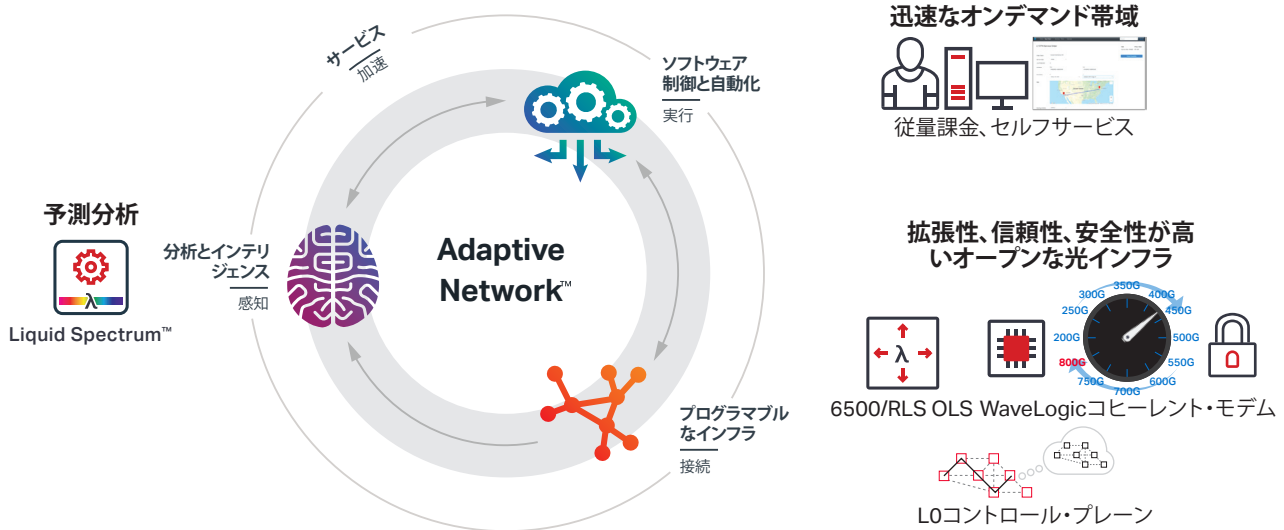 予測分析
λ
Liquid Spectrum™
サービス
加速
ソフトウェア
制御と自動化
実行
分析とインテリ
ジェンス
感知
Adaptive
Network™
プログラマブル
なインフラ
接続
迅速なオンデマンド帯域
従量課金、セルフサービス
拡張性、信頼性、安全性が高
いオープンな光インフラ
λ
200G
250G
300G
350G
400G
450G
500G
550G
600G
700G
750G
800G
6500/RLS OLS
WaveLogicコヒーレント・モデム
L0コントロール・プレーン